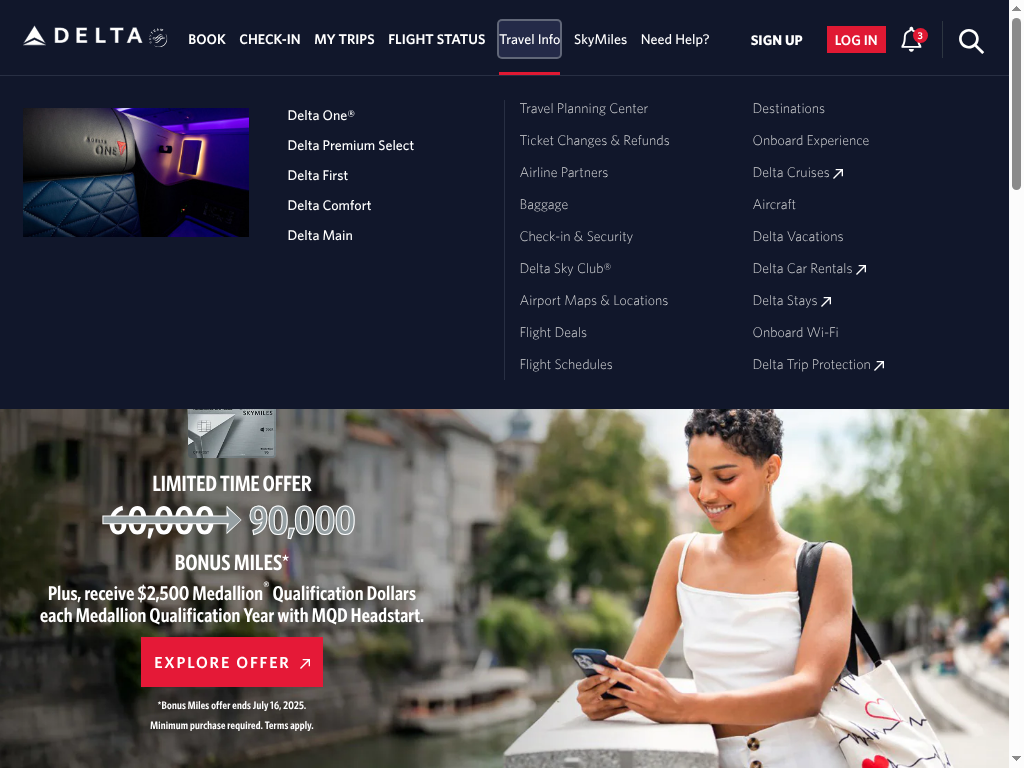 DELTA
BOOK
CHECK-IN
MY TRIPS
FLIGHT STATUS
Travel Info
SkyMiles
Need Help?
SIGN UP
LOG IN
3
DELTA ONE
Delta One®
Delta Premium Select
Delta First
Delta Comfort
Delta Main
Travel Planning Center
Ticket Changes & Refunds
Airline Partners
Baggage
Check-in & Security
Delta Sky Club®
Airport Maps & Locations
Flight Deals
Flight Schedules
Destinations
Onboard Experience
Delta Cruises
Aircraft
Delta Vacations
Delta Car Rentals
Delta Stays
Onboard Wi-Fi
Delta Trip Protection
SKYMILES
LIMITED TIME OFFER
60,000 90,000
BONUS MILES*
Plus, receive $2,500 Medallion® Qualification Dollars
each Medallion Qualification Year with MQD Headstart.
EXPLORE OFFER
*Bonus Miles offer ends July 16, 2025.
Minimum purchase required. Terms apply.